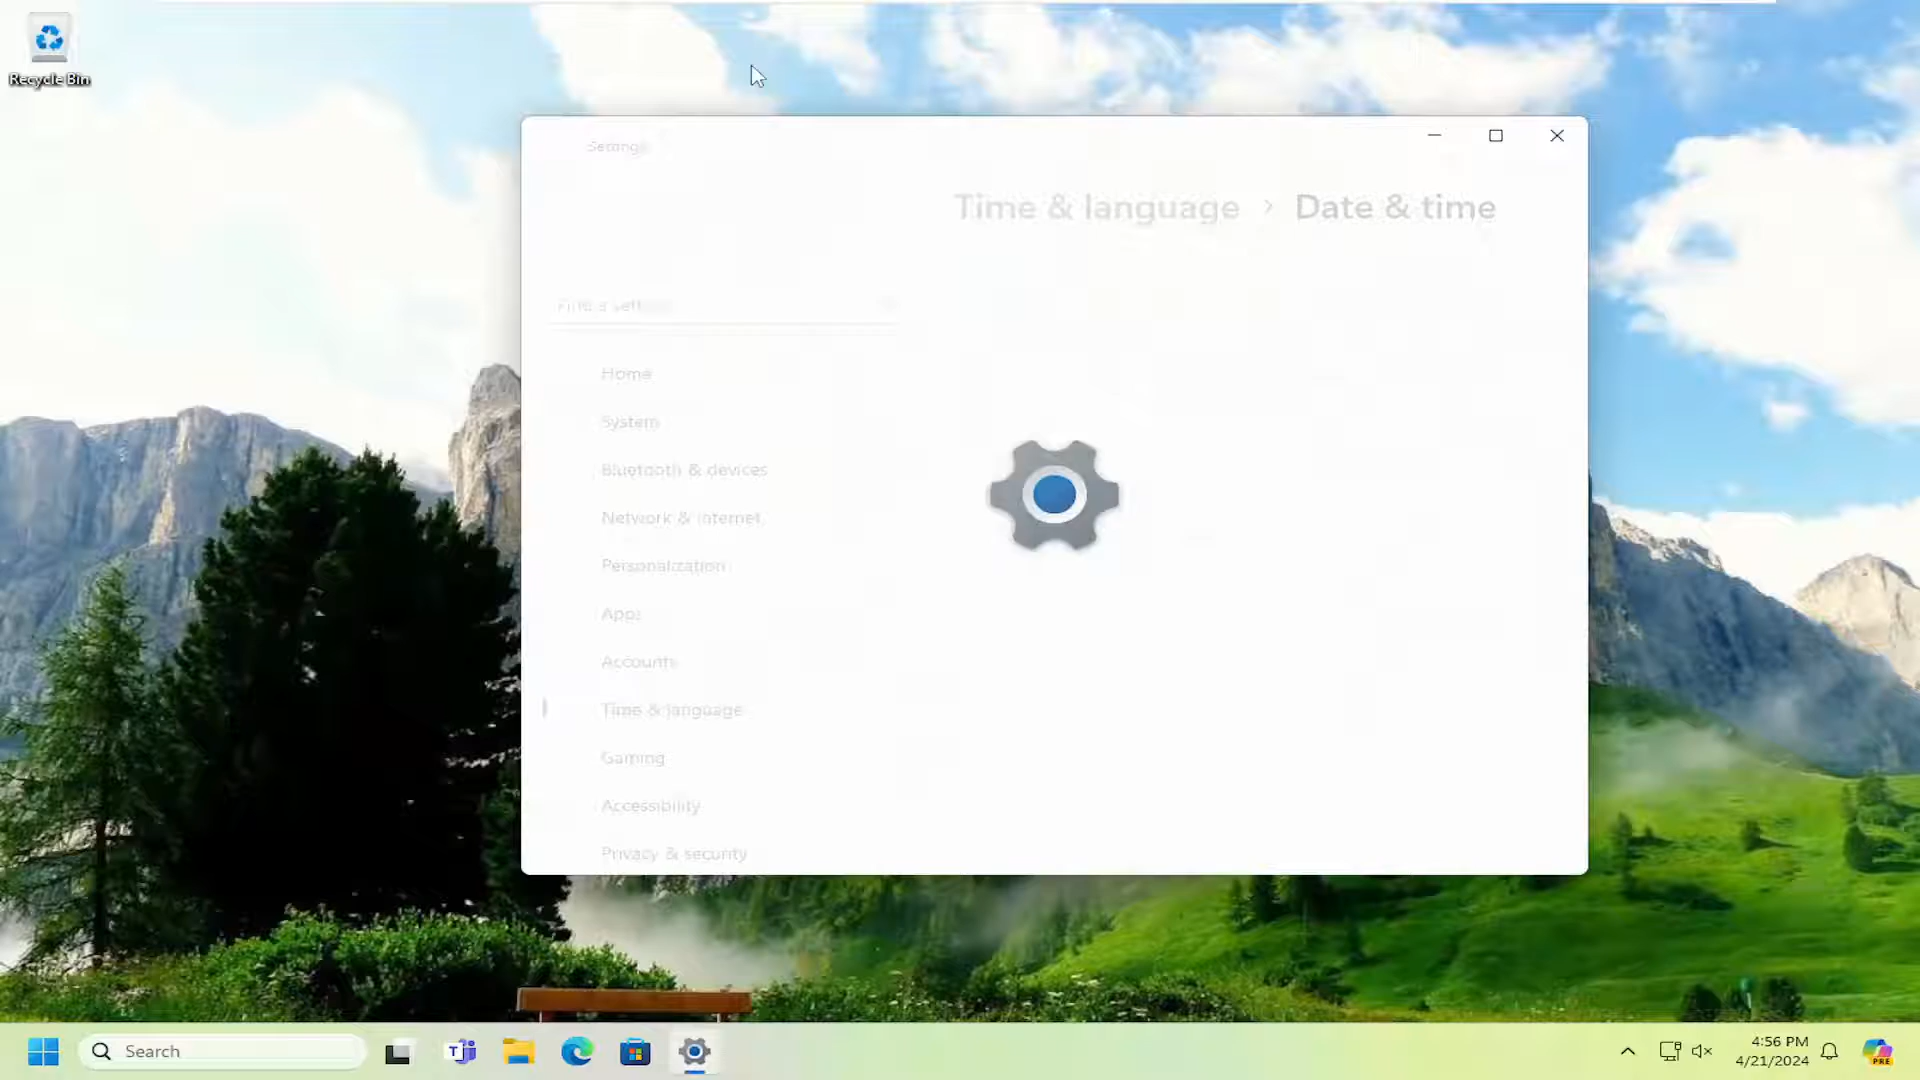 Recycle Bin
Settings
Time & language > Date & time
Find a setting
Home
System
Bluetooth & devices
Network & internet
Personalization
Apps
Accounts
Time & language
Gaming
Accessibility
Privacy & security
Search
4:56 PM
4/21/2024
PRE